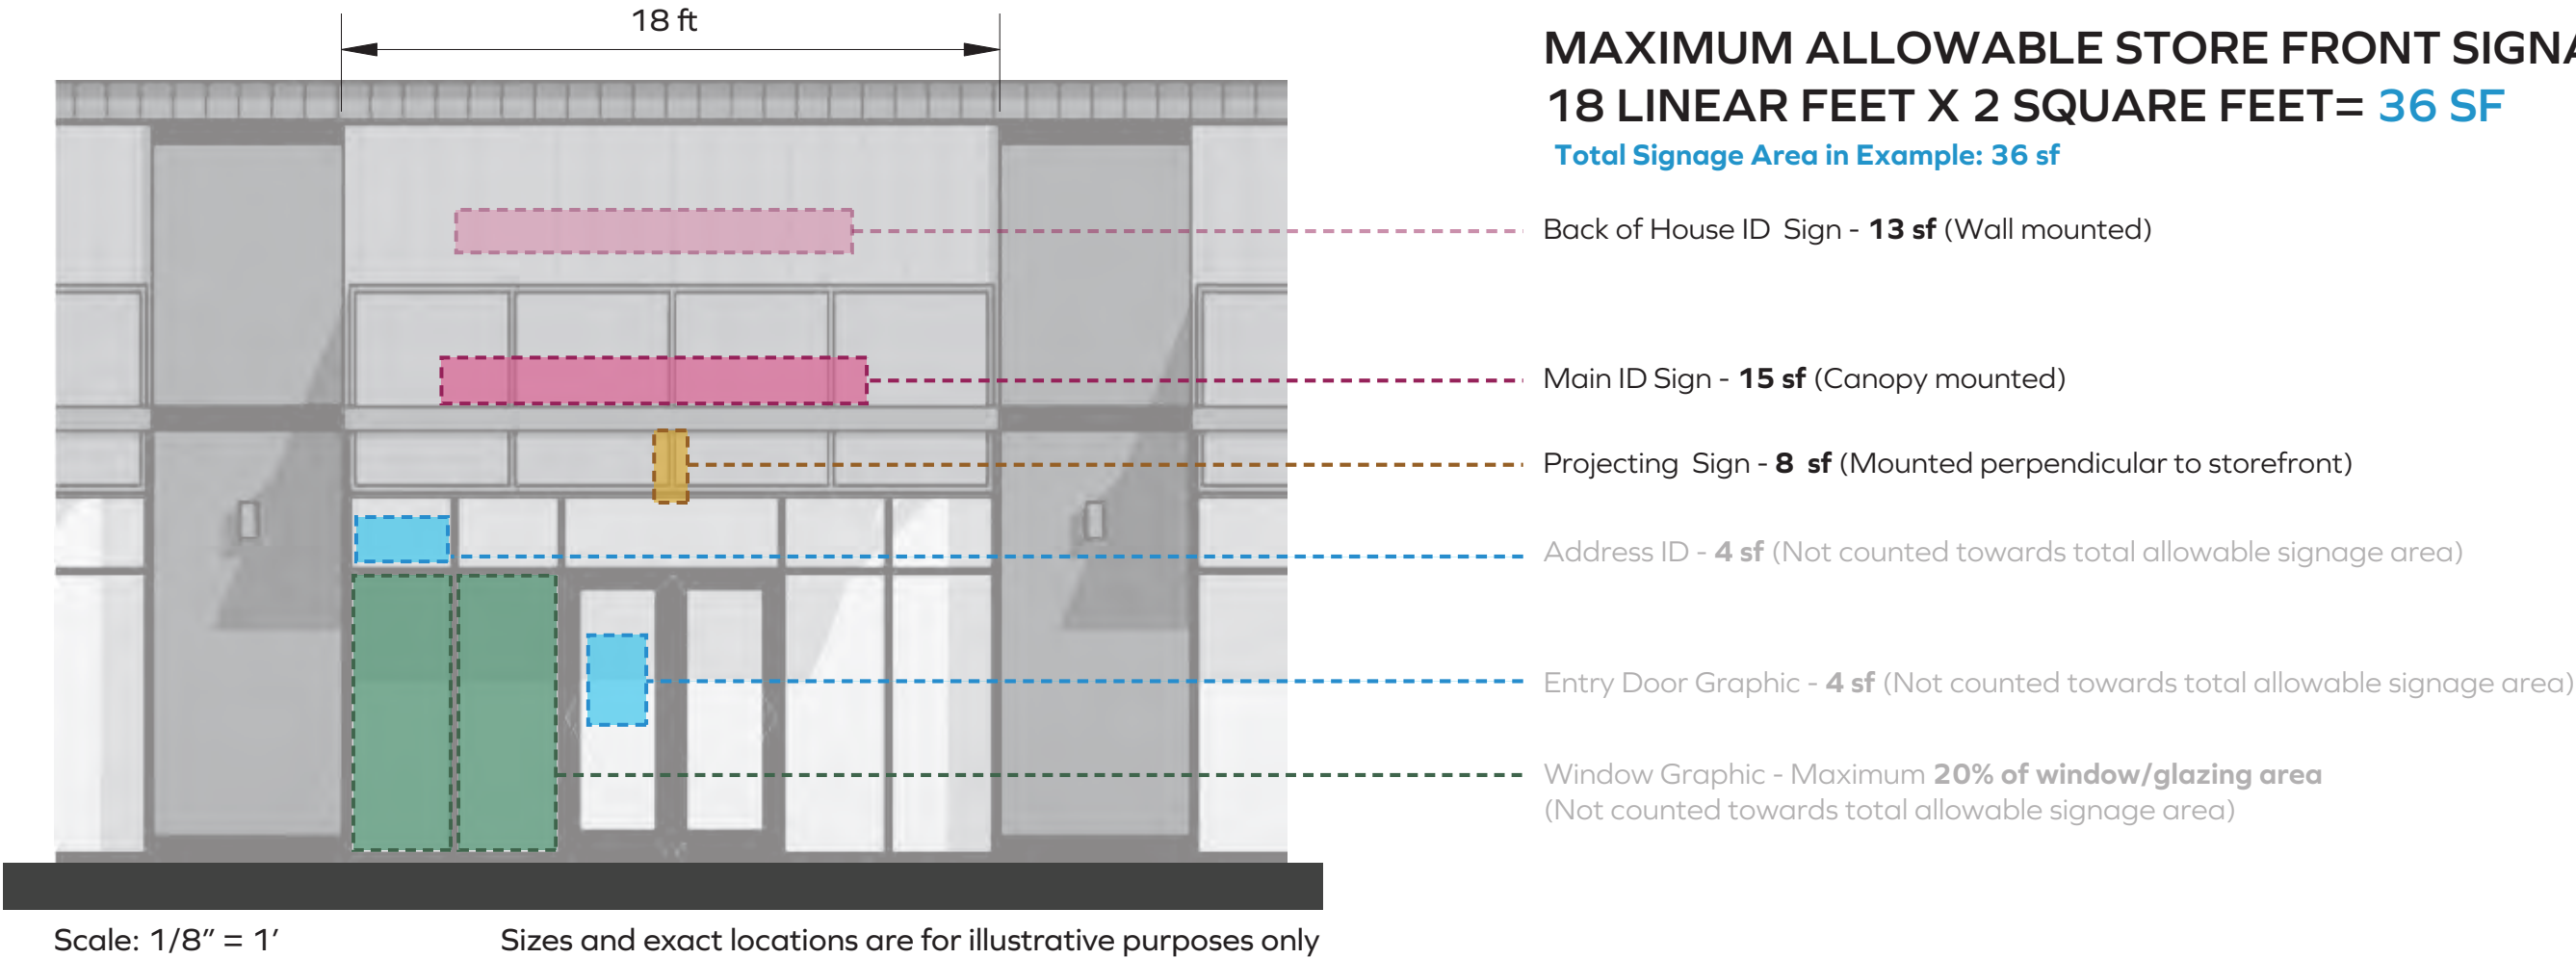 18 ft
MAXIMUM ALLOWABLE STORE FRONT
18 LINEAR FEET X 2 SQUARE FEET= 36 SF
Total Signage Area in Example: 36 sf
Back of House ID Sign - 13 sf (Wall mounted)
Main ID Sign - 15 sf (Canopy mounted)
Projecting Sign - 8 sf (Mounted perpendicular to storefront)
Address ID - 4 sf (Not counted towards total allowable signage area)
Entry Door Graphic - 4 sf (Not counted towards total allowable signage area)
Window Graphic - Maximum 20% of window/glazing area
(Not counted towards total allowable signage area)
Scale: 1/8” = 1’
Sizes and exact locations are for illustrative purposes only